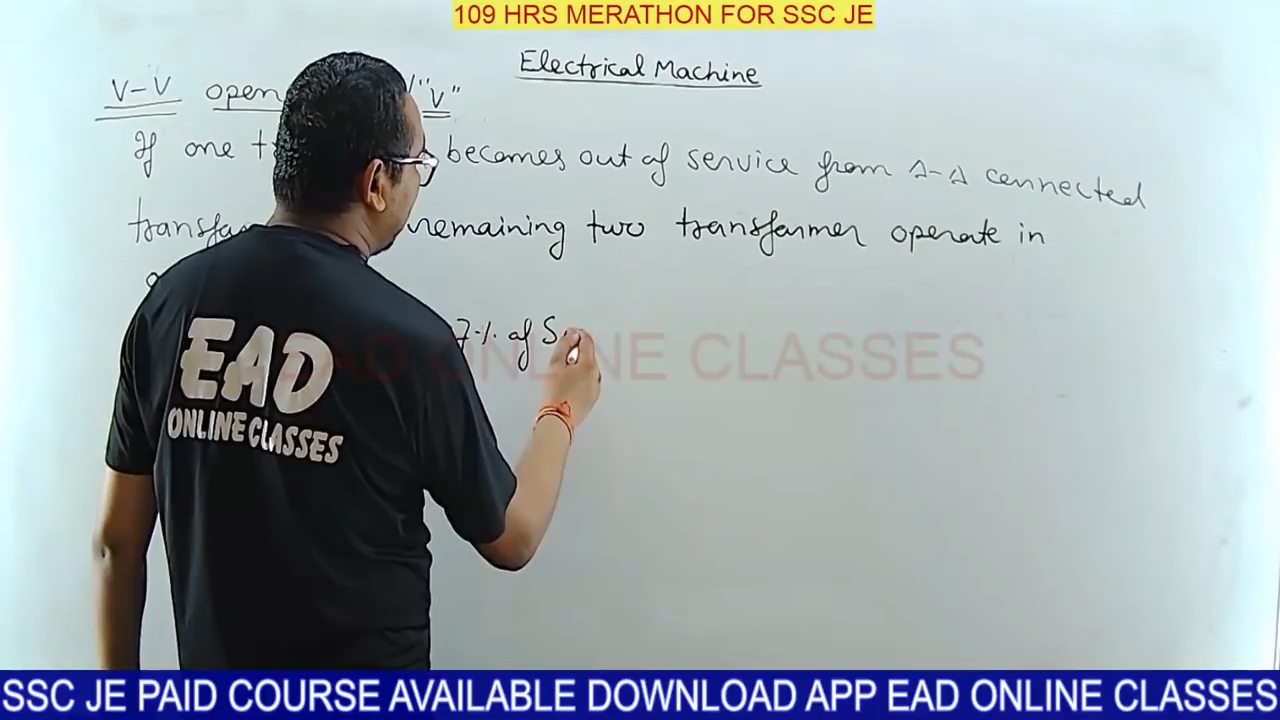 109 HRS MERATHON FOR SSC JE
Electrical Machine
V-V open "V"
If one becomes out of service from Δ-Δ connected
remaining two transformer operate in
7% of
EAD
ONLINE CLASSES
EAD ONLINE CLASSES
SSC JE PAID COURSE AVAILABLE DOWNLOAD APP EAD ONLINE CLASSES